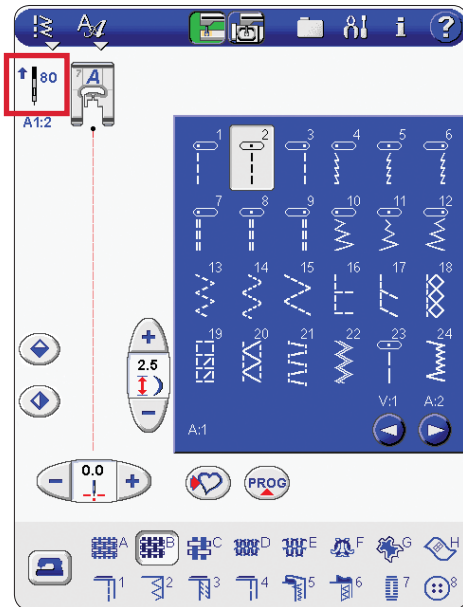 ?
80
7 A
A1:2
1 2 3 4 5 6
7 8 9 10 11 12
13 14 15 16 17 18
19 20 21 22 23 24
+
2.5
−
V:1 A:2
A:1
− 0.0 +
PROG
A B C D E F G H
1 2 3 4 5 6 7 8